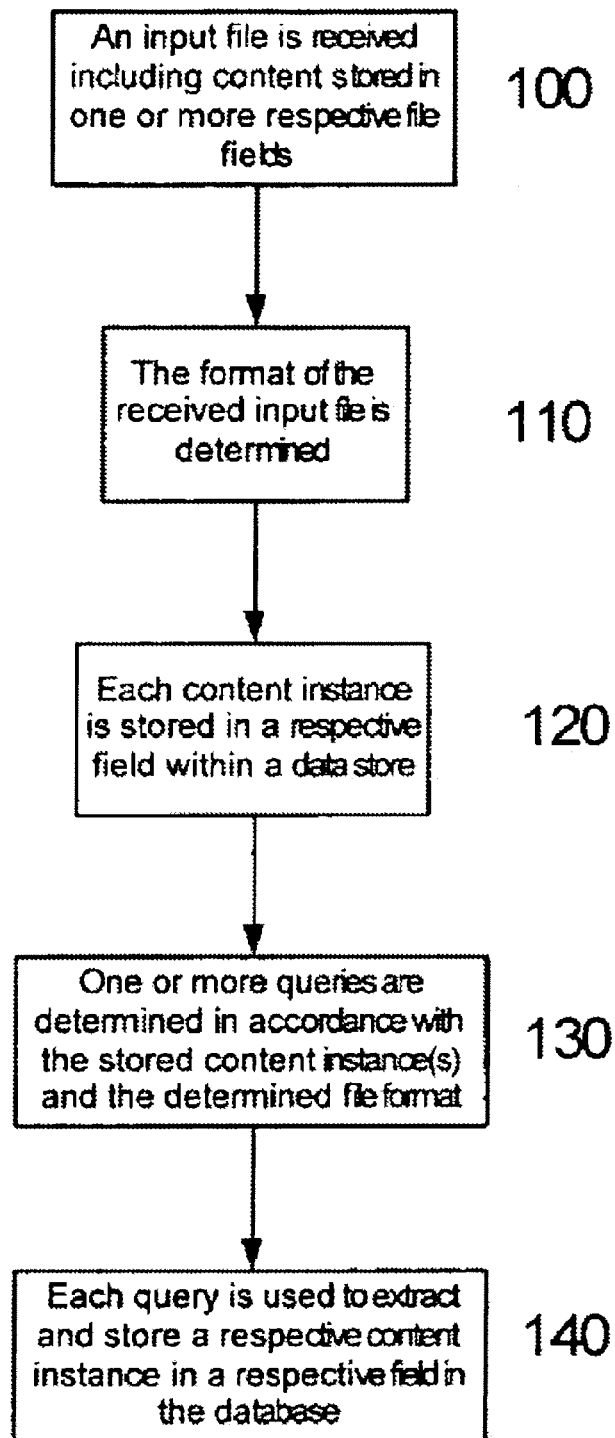 An input file is received
including content stored in
one or more respective file
fields
100
The format of the
received input file is
determined
110
Each content instance
is stored in a respective
field within a data store
120
One or more queries are
determined in accordance with
the stored content instance(s)
and the determined file format
130
Each query is used to extract
and store a respective content
instance in a respective field in
the database
140